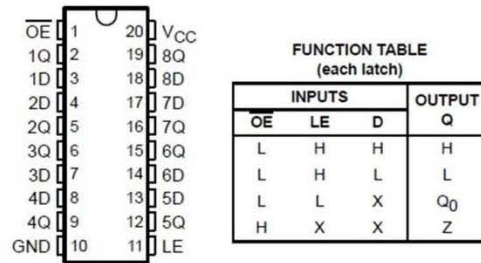 OE 1 20 VCC
1Q 2 19 8Q
1D 3 18 8D
2D 4 17 7D
2Q 5 16 7Q
3Q 6 15 6Q
3D 7 14 6D
4D 8 13 5D
4Q 9 12 5Q
GND 10 11 LE
FUNCTION TABLE
(each latch)
INPUTS OUTPUT
OE LE D Q
L H H H
L H L L
L L X Q0
H X X Z